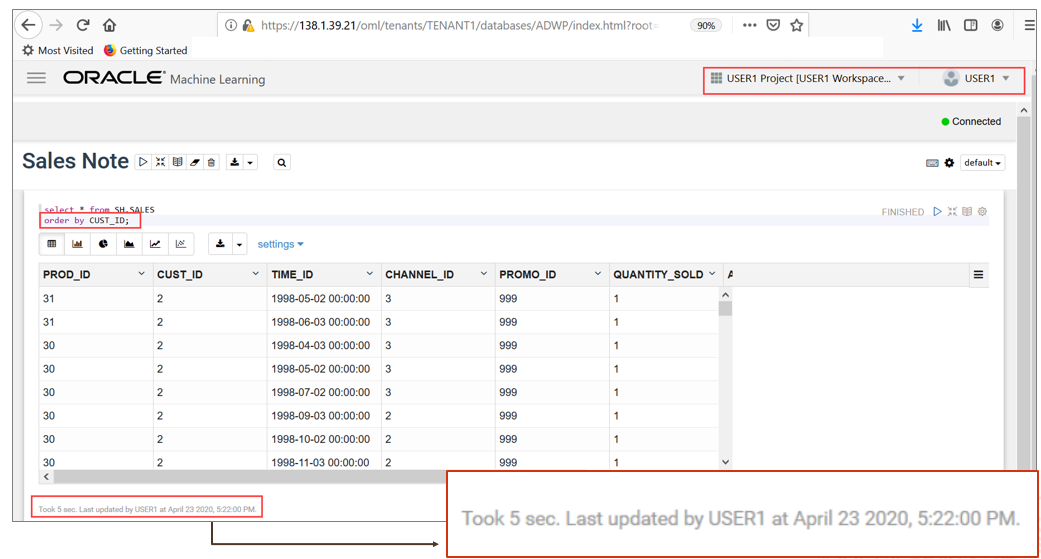 https://138.1.39.21/oml/tenants/TENANT1/databases/ADWP/index.html?root= 90%
Most Visited Getting Started
ORACLE Machine Learning USER1 Project [USER1 Workspace... USER1
Connected
Sales Note default
select * from SH.SALES
order by CUST_ID;
FINISHED
settings
PROD_ID CUST_ID TIME_ID CHANNEL_ID PROMO_ID QUANTITY_SOLD A
31 2 1998-05-02 00:00:00 3 999 1
31 2 1998-06-03 00:00:00 3 999 1
30 2 1998-04-03 00:00:00 3 999 1
30 2 1998-05-02 00:00:00 3 999 1
30 2 1998-07-02 00:00:00 3 999 1
30 2 1998-09-03 00:00:00 2 999 1
30 2 1998-10-02 00:00:00 2 999 1
30 2 1998-11-03 00:00:00 2 999 1
Took 5 sec. Last updated by USER1 at April 23 2020, 5:22:00 PM.
Took 5 sec. Last updated by USER1 at April 23 2020, 5:22:00 PM.